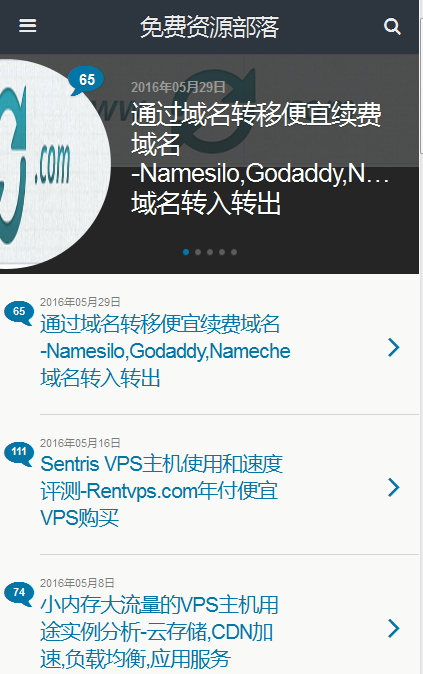 免费资源部落
65
2016年05月29日
通过域名转移便宜续费
域名
-Namesilo,Godaddy,N…
域名转入转出
.com
65
2016年05月29日
通过域名转移便宜续费域名
-Namesilo,Godaddy,Nameche
域名转入转出
111
2016年05月16日
Sentris VPS主机使用和速度
评测-Rentvps.com年付便宜
VPS购买
74
2016年05月8日
小内存大流量的VPS主机用
途实例分析-云存储,CDN加
速,负载均衡,应用服务